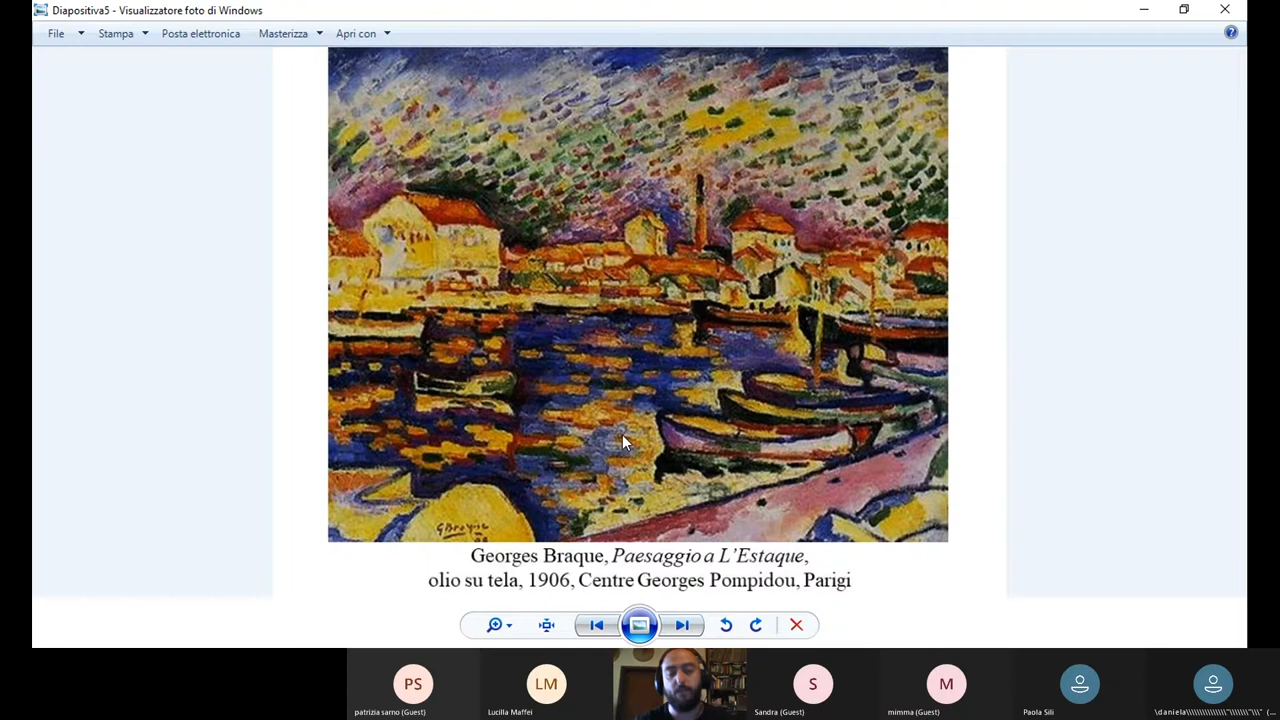 Diapositiva5 - Visualizzatore foto di Windows
File Stampa Posta elettronica Masterizza Apri con
G Braque
Georges Braque, Paesaggio a L'Estaque,
olio su tela, 1906, Centre Georges Pompidou, Parigi
PS LM S M
patrizia sarno (Guest) Lucilla Maffei Sandra (Guest) mimma (Guest) Paola Sili